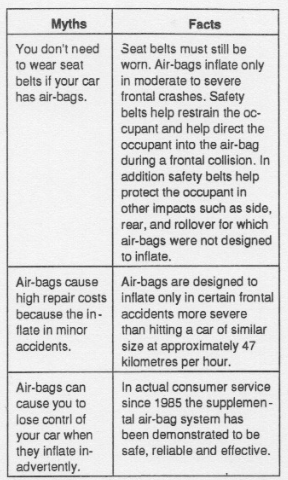 Myths
Facts
You don't need
to wear seat
belts if your car
has air-bags.
Seat belts must still be
worn. Air-bags inflate only
in moderate to severe
frontal crashes. Safety
belts help restrain the oc-
cupant and help direct the
occupant into the air-bag
during a frontal collision. In
addition safety belts help
protect the occupant in
other impacts such as side,
rear, and rollover for which
air-bags were not designed
to inflate.
Air-bags cause
high repair costs
because the in-
flate in minor
accidents.
Air-bags are designed to
inflate only in certain frontal
accidents more severe
than hitting a car of similar
size at approximately 47
kilometres per hour.
Air-bags can
cause you to
lose contrl of
your car when
they inflate in-
advertently.
In actual consumer service
since 1985 the supplemen-
tal air-bag system has
been demonstrated to be
safe, reliable and effective.